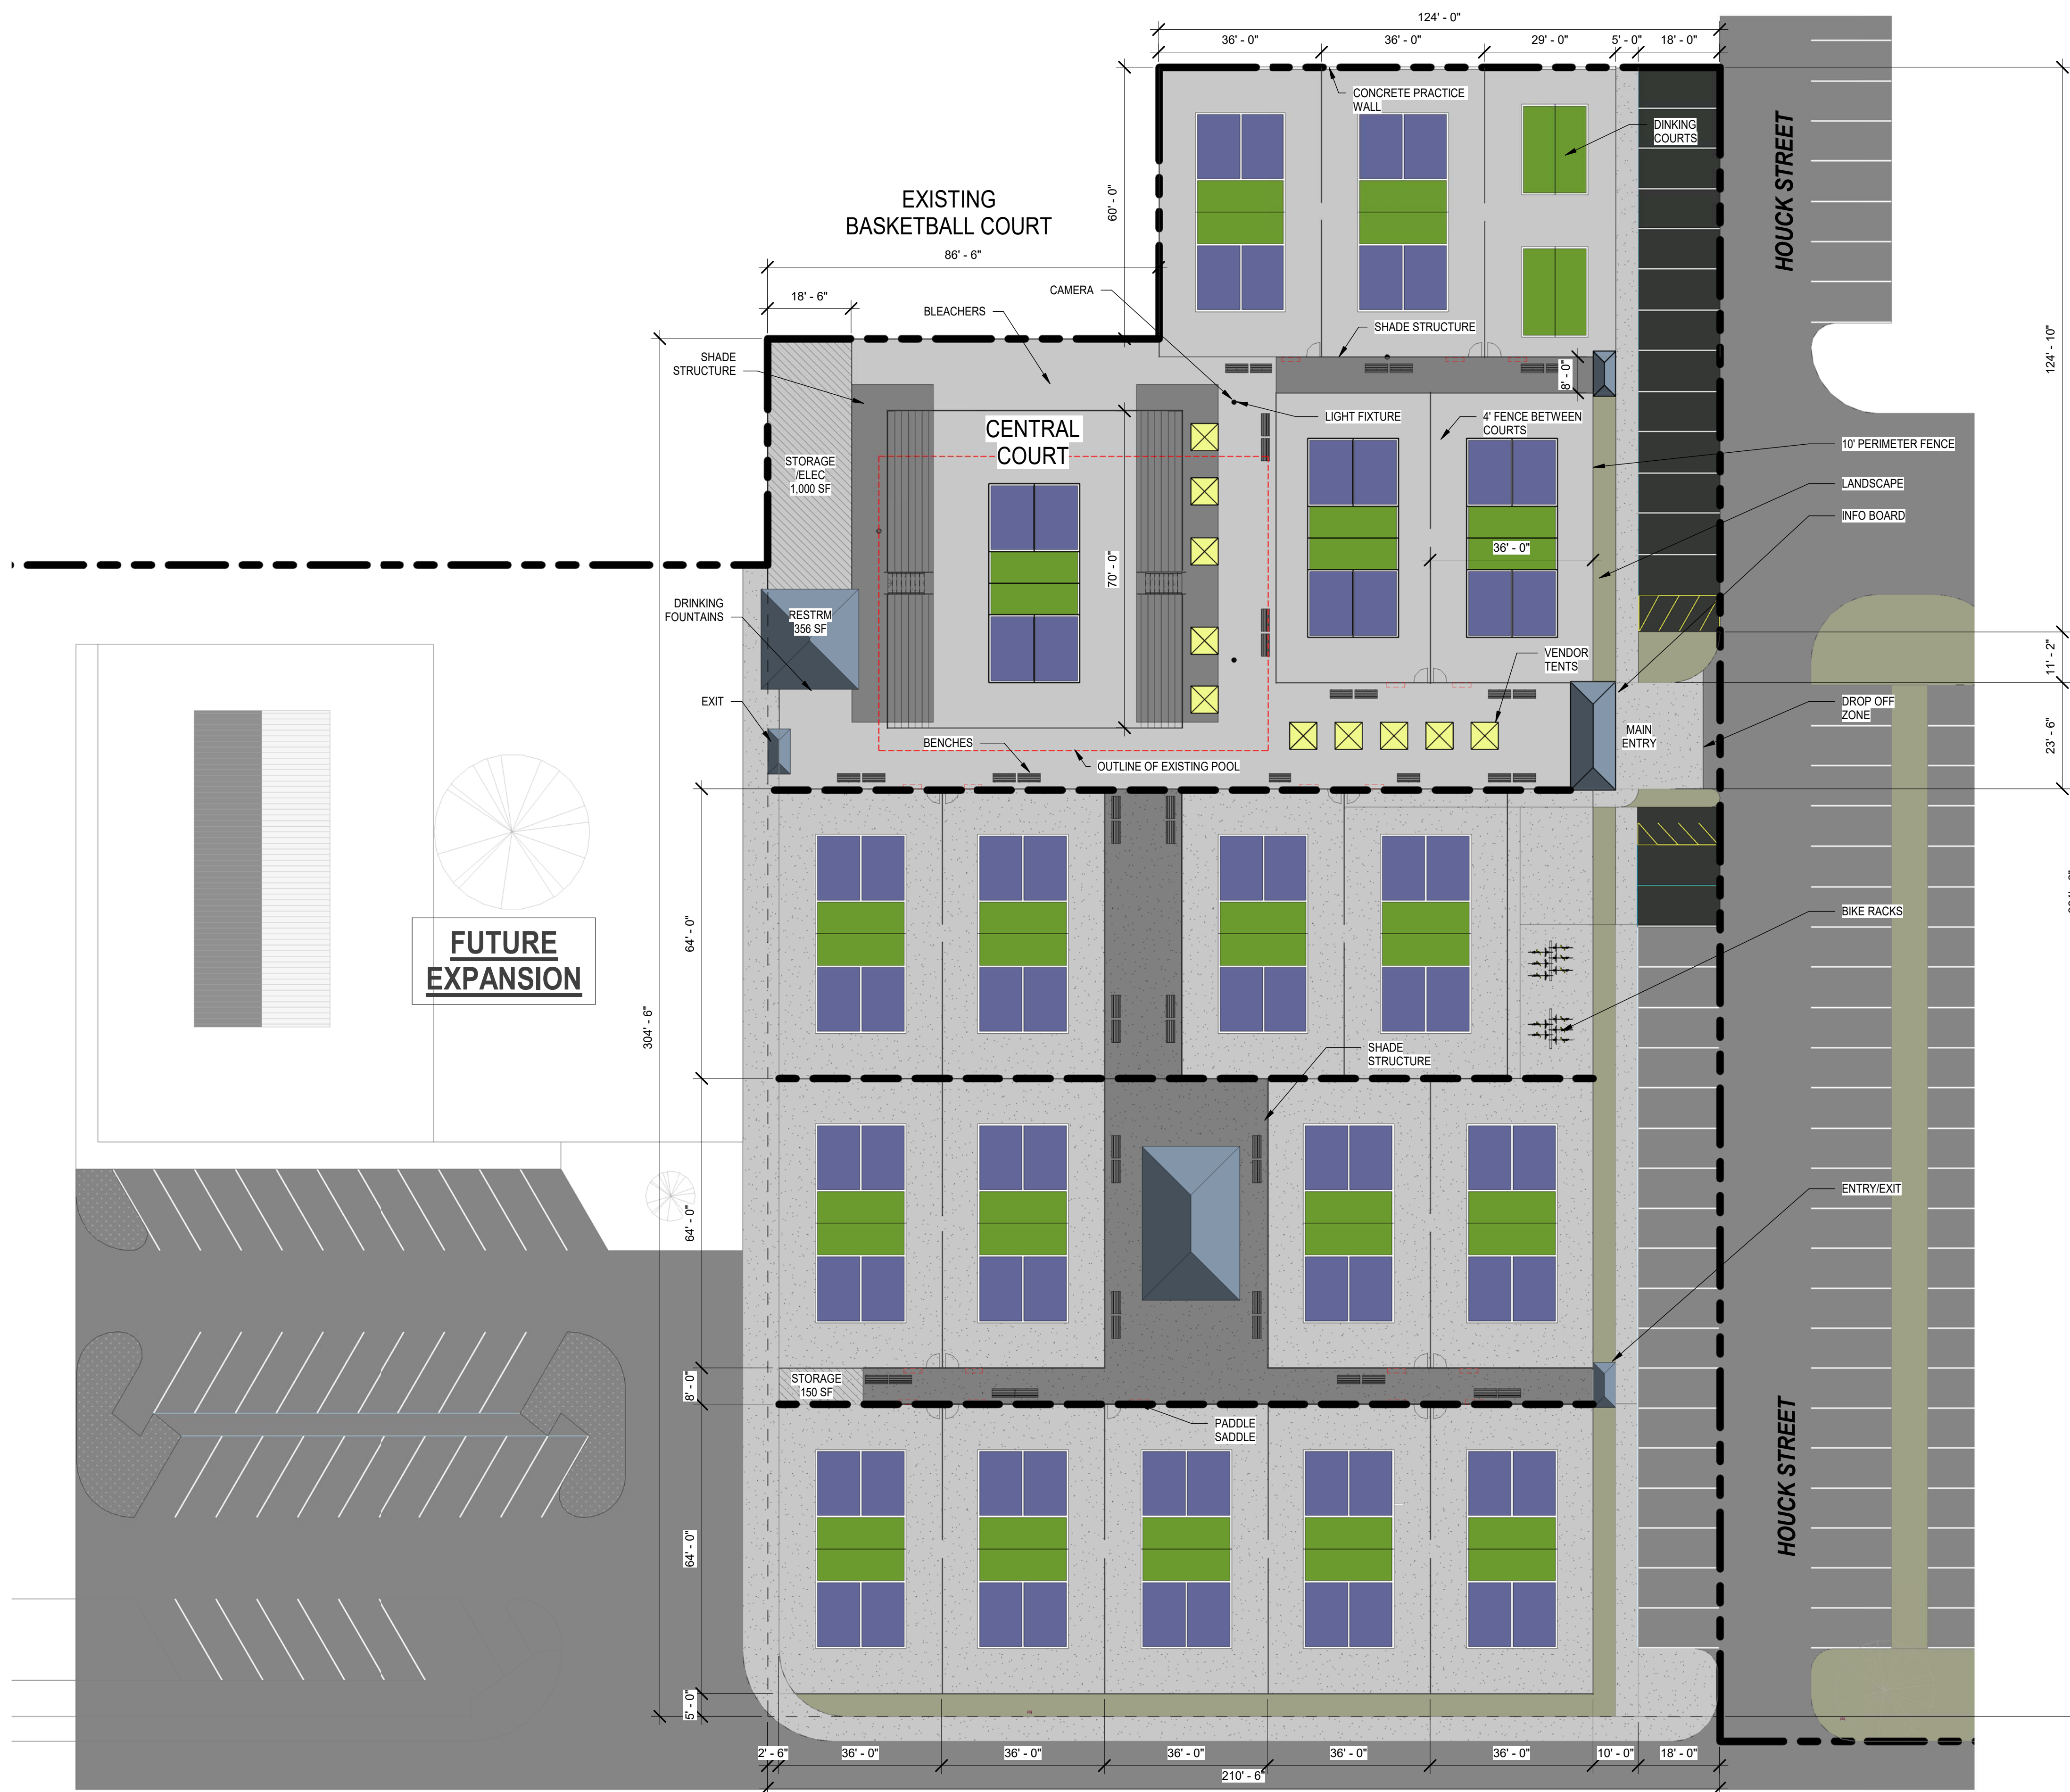 124' - 0"
36' - 0"
36' - 0"
29' - 0"
5' - 0"
18' - 0"
CONCRETE PRACTICE
WALL
DINKING
COURTS
HOUCK STREET
EXISTING
BASKETBALL COURT
60' - 0"
86' - 6"
18' - 6"
CAMERA
BLEACHERS
SHADE STRUCTURE
SHADE
STRUCTURE
8' - 0"
124' - 10"
LIGHT FIXTURE
4' FENCE BETWEEN
COURTS
CENTRAL
COURT
10' PERIMETER FENCE
STORAGE
/ELEC
1,000 SF
LANDSCAPE
INFO BOARD
36' - 0"
70' - 0"
DRINKING
FOUNTAINS
RESTRM
356 SF
VENDOR
TENTS
11' - 2"
EXIT
DROP OFF
ZONE
MAIN
ENTRY
23' - 6"
BENCHES
OUTLINE OF EXISTING POOL
BIKE RACKS
64' - 0"
FUTURE
EXPANSION
304' - 6"
SHADE
STRUCTURE
ENTRY/EXIT
64' - 0"
STORAGE
150 SF
8' - 0"
PADDLE
SADDLE
HOUCK STREET
64' - 0"
5' - 0"
2' - 6"
36' - 0"
36' - 0"
36' - 0"
36' - 0"
36' - 0"
10' - 0"
18' - 0"
210' - 6"